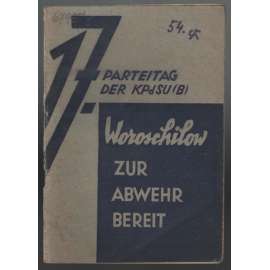 54.
17.
PARTEITAG
DER KPdSU(B)
Woroschilow
ZUR
ABWEHR
BEREIT